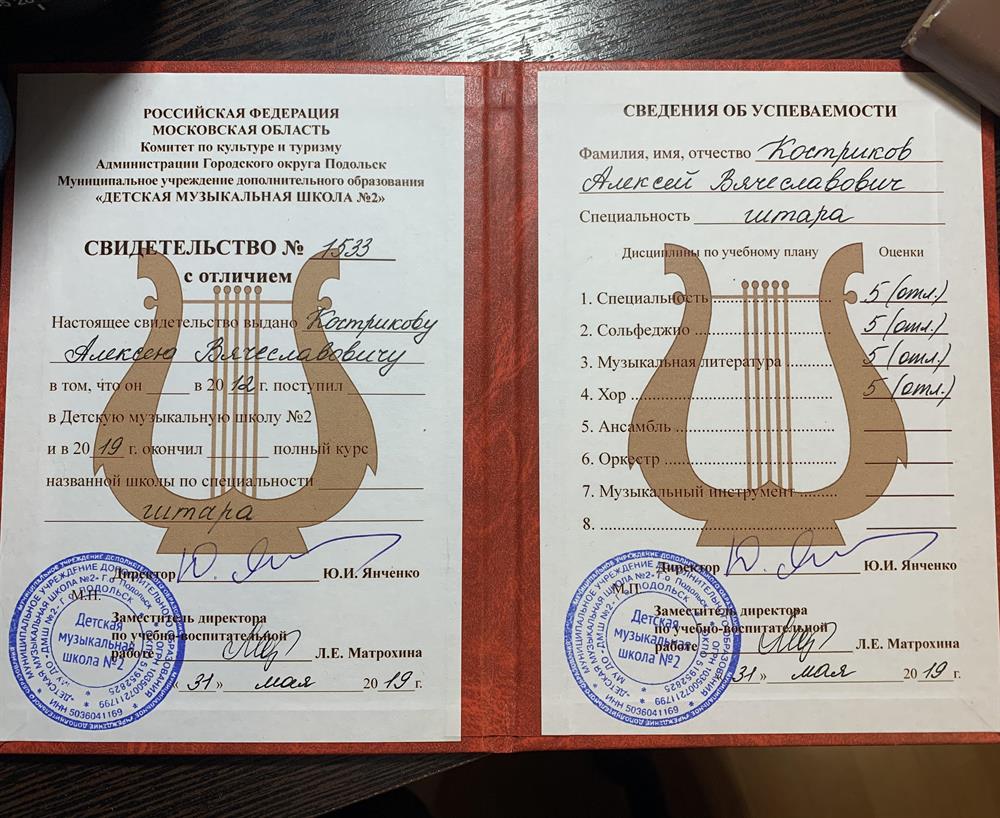 РОССИЙСКАЯ ФЕДЕРАЦИЯ
МОСКОВСКАЯ ОБЛАСТЬ
Комитет по культуре и туризму
Администрации Городского округа Подольск
Муниципальное учреждение дополнительного образования
«ДЕТСКАЯ МУЗЫКАЛЬНАЯ ШКОЛА №2»
СВИДЕТЕЛЬСТВО № 1533
с отличием
Настоящее свидетельство выдано Кострикову
Алексею Вячеславовичу
в том, что он в 2012 г. поступил
в Детскую музыкальную школу №2
и в 2019 г. окончил полный курс
названной школы по специальности
гитара
Директор Ю.И. Янченко
М.П.
Заместитель директора
по учебно-воспитательной
работе Л.Е. Матрохина
« 31 » мая 2019 г.
Детская
музыкальная
школа №2
СВЕДЕНИЯ ОБ УСПЕВАЕМОСТИ
Фамилия, имя, отчество Костриков
Алексей Вячеславович
Специальность гитара
Дисциплины по учебному плану Оценки
1. Специальность 5 (отл.)
2. Сольфеджио 5 (отл.)
3. Музыкальная литература 5 (отл.)
4. Хор 5 (отл.)
5. Ансамбль
6. Оркестр
7. Музыкальный инструмент
8.
Директор Ю.И. Янченко
М.П.
Заместитель директора
по учебно-воспитательной
работе Л.Е. Матрохина
31 » мая 2019 г.
Детская
музыкальная
школа №2